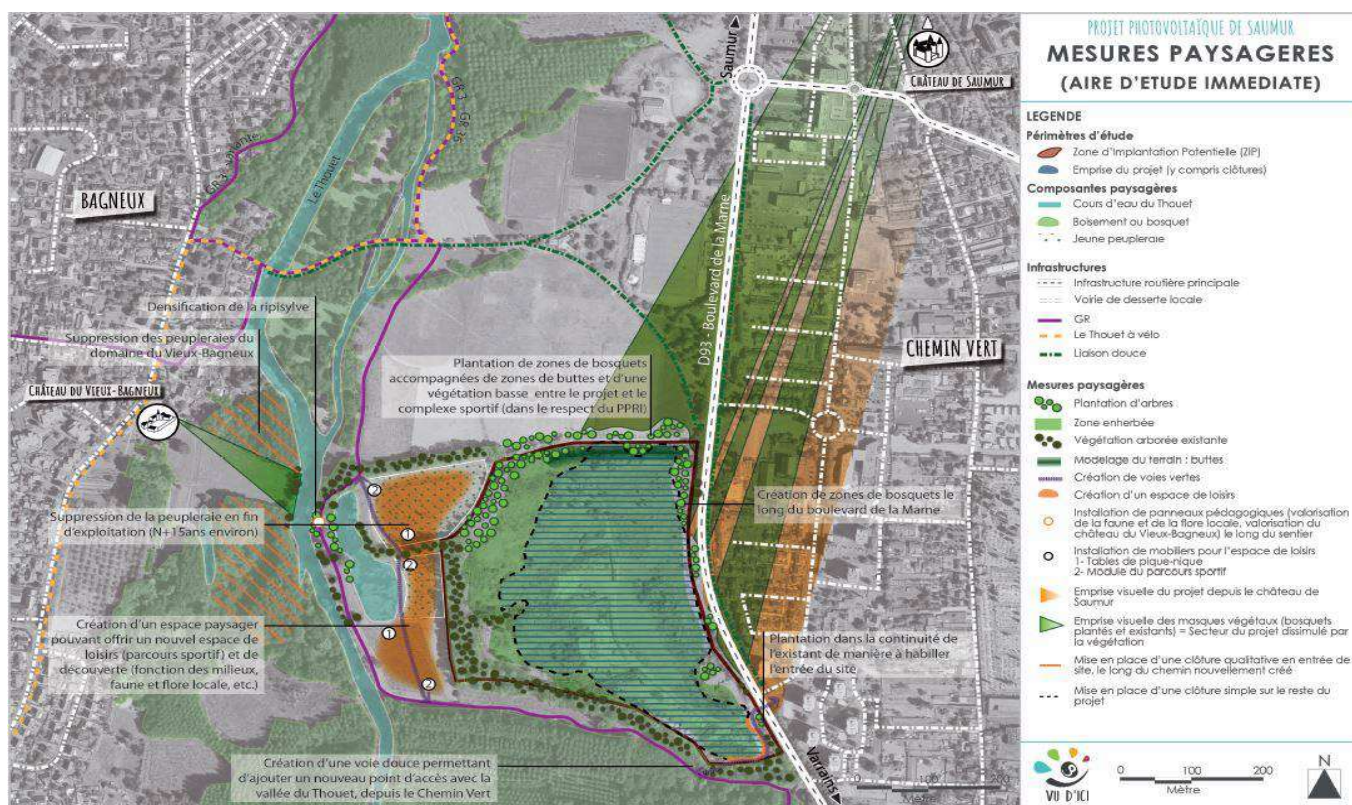 Saumur
CHÂTEAU DE SAUMUR
GR 3 - GR 36
GR 3 - variante
Le Thouet
BAGNEUX
D93 Boulevard de la Marne
CHEMIN VERT
Densification de la ripisylve
Suppression des peupleraies du
domaine du Vieux-Bagneux
CHÂTEAU DU VIEUX-BAGNEUX
Plantation de zones de bosquets
accompagnées de zones de buttes et d'une
végétation basse entre le projet et le
complexe sportif (dans le respect du PPRI)
Création de zones de bosquets le
long du boulevard de la Marne
Suppression de la peupleraie en fin
d'exploitation (N+15ans environ)
2
1
2
1
2
Création d'un espace paysager
pouvant offrir un nouvel espace de
loisirs (parcours sportif) et de
découverte (fonction des milieux,
faune et flore locale, etc.)
Plantation dans la continuité de
l'existant de manière à habiller
l'entrée du site
Création d'une voie douce permettant
d'ajouter un nouveau point d'accès avec la
vallée du Thouet, depuis le Chemin Vert
Varrains
0 100 200
Mètre
PROJET PHOTOVOLTAÏQUE DE SAUMUR
MESURES PAYSAGERES
(AIRE D'ETUDE IMMEDIATE)
LEGENDE
Périmètres d'étude
Zone d'Implantation Potentielle (ZIP)
Emprise du projet (y compris clôtures)
Composantes paysagères
Cours d'eau du Thouet
Boisement ou bosquet
Jeune peupleraie
Infrastructures
Infrastructure routière principale
Voirie de desserte locale
GR
Le Thouet à vélo
Liaison douce
Mesures paysagères
Plantation d'arbres
Zone enherbée
Végétation arborée existante
Modelage du terrain : buttes
Création de voies vertes
Création d'un espace de loisirs
Installation de panneaux pédagogiques (valorisation
de la faune et de la flore locale, valorisation du
château du Vieux-Bagneux) le long du sentier
Installation de mobiliers pour l'espace de loisirs
1- Tables de pique-nique
2- Module du parcours sportif
Emprise visuelle du projet depuis le château de
Saumur
Emprise visuelle des masques végétaux (bosquets
plantés et existants) = Secteur du projet dissimulé par
la végétation
Mise en place d'une clôture qualitative en entrée de
site, le long du chemin nouvellement créé
Mise en place d'une clôture simple sur le reste du
projet
VU D'ICI
0 100 200
Mètre
N